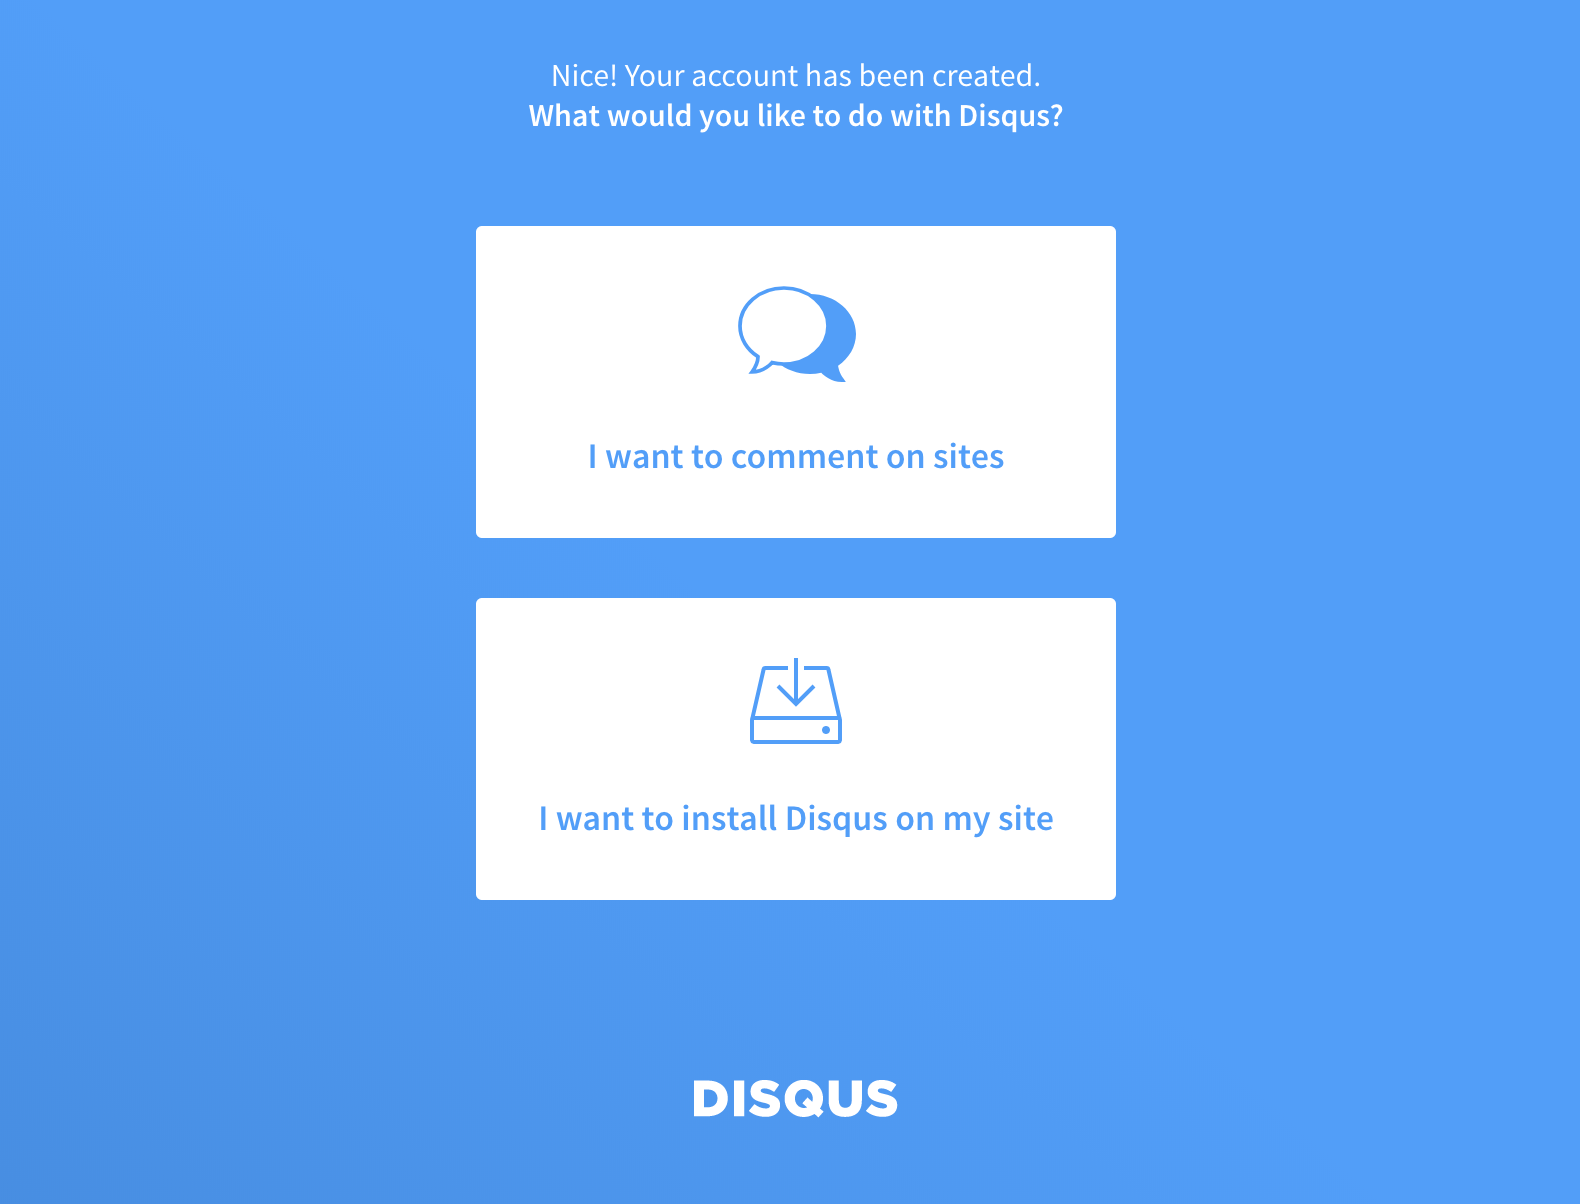 Nice! Your account has been created.
What would you like to do with Disqus?
I want to comment on sites
I want to install Disqus on my site
DISQUS